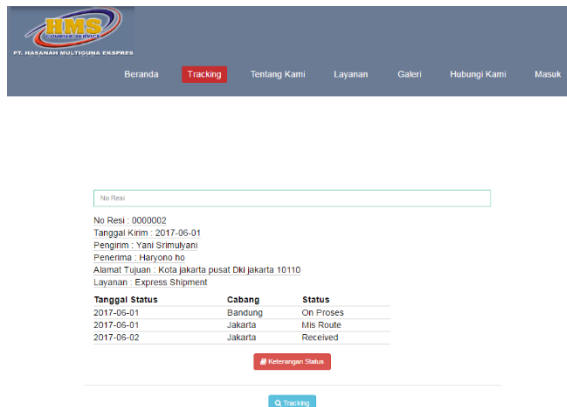 HMS
COURIER SERVICE
PT. HASANAH MULTIGUNA EKSPRES
Beranda Tracking Tentang Kami Layanan Galeri Hubungi Kami Masuk
No Resi
No Resi : 0000002
Tanggal Kirim : 2017-06-01
Pengirim : Yani Srimulyani
Penerima : Haryono ho
Alamat Tujuan : Kota jakarta pusat Dki jakarta 10110
Layanan : Express Shipment
Tanggal Status Cabang Status
2017-06-01 Bandung On Proses
2017-06-01 Jakarta Mis Route
2017-06-02 Jakarta Received
Keterangan Status
Tracking